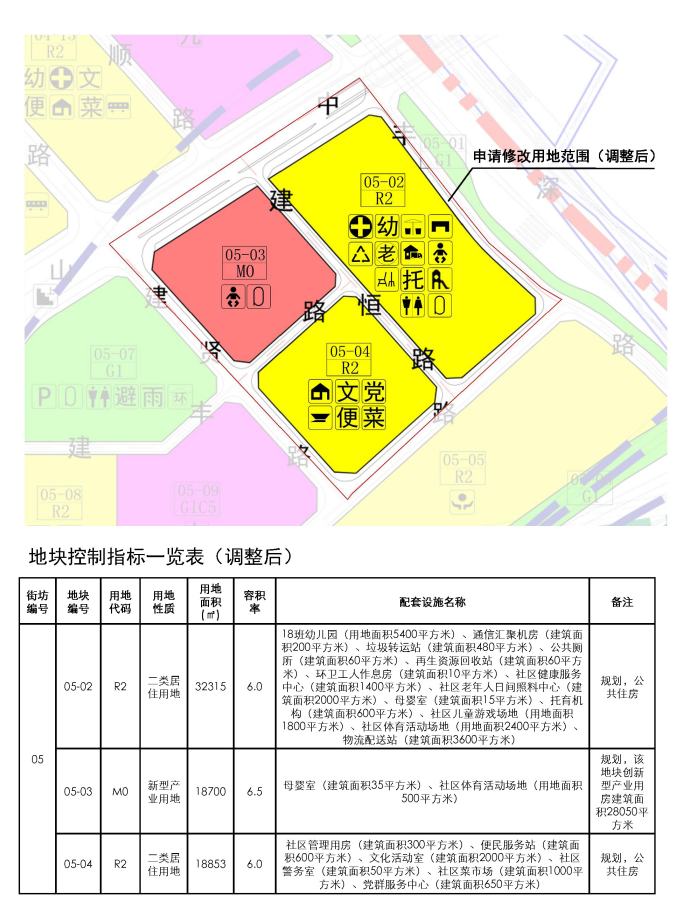 04-13
R2
顺
元
幼 文
便 菜
路
路
中
丰
05-01
G1
申请修改用地范围（调整后）
深
05-02
R2
幼
老
托
建
05-03
M0
山
建
路
恒
贤
05-04
R2
文 党
便 菜
路
路
05-07
G1
P 避 雨 环
丰
路
路
建
路
05-05
R2
05-08
R2
05-09
GIC5
G1
地块控制指标一览表（调整后）
街坊编号 地块编号 用地代码 用地性质 用地面积（㎡） 容积率 配套设施名称 备注
05
05-02 R2 二类居住用地 32315 6.0
18班幼儿园（用地面积5400平方米）、通信汇聚机房（建筑面
积200平方米）、垃圾转运站（建筑面积480平方米）、公共厕
所（建筑面积60平方米）、再生资源回收站（建筑面积60平方
米）、环卫工人作息房（建筑面积10平方米）、社区健康服务
中心（建筑面积1400平方米）、社区老年人日间照料中心（建
筑面积2000平方米）、母婴室（建筑面积15平方米）、托育机
构（建筑面积600平方米）、社区儿童游戏场地（用地面积
1800平方米）、社区体育活动场地（用地面积2400平方米）、
物流配送站（建筑面积3600平方米）
规划，公
共住房
05-03 M0 新型产业用地 18700 6.5
母婴室（建筑面积35平方米）、社区体育活动场地（用地面积
500平方米）
规划，该
地块创新
型产业用
房建筑面
积28050平
方米
05-04 R2 二类居住用地 18853 6.0
社区管理用房（建筑面积300平方米）、便民服务站（建筑面
积600平方米）、文化活动室（建筑面积2000平方米）、社区
警务室（建筑面积50平方米）、社区菜市场（建筑面积1000平
方米）、党群服务中心（建筑面积650平方米）
规划，公
共住房